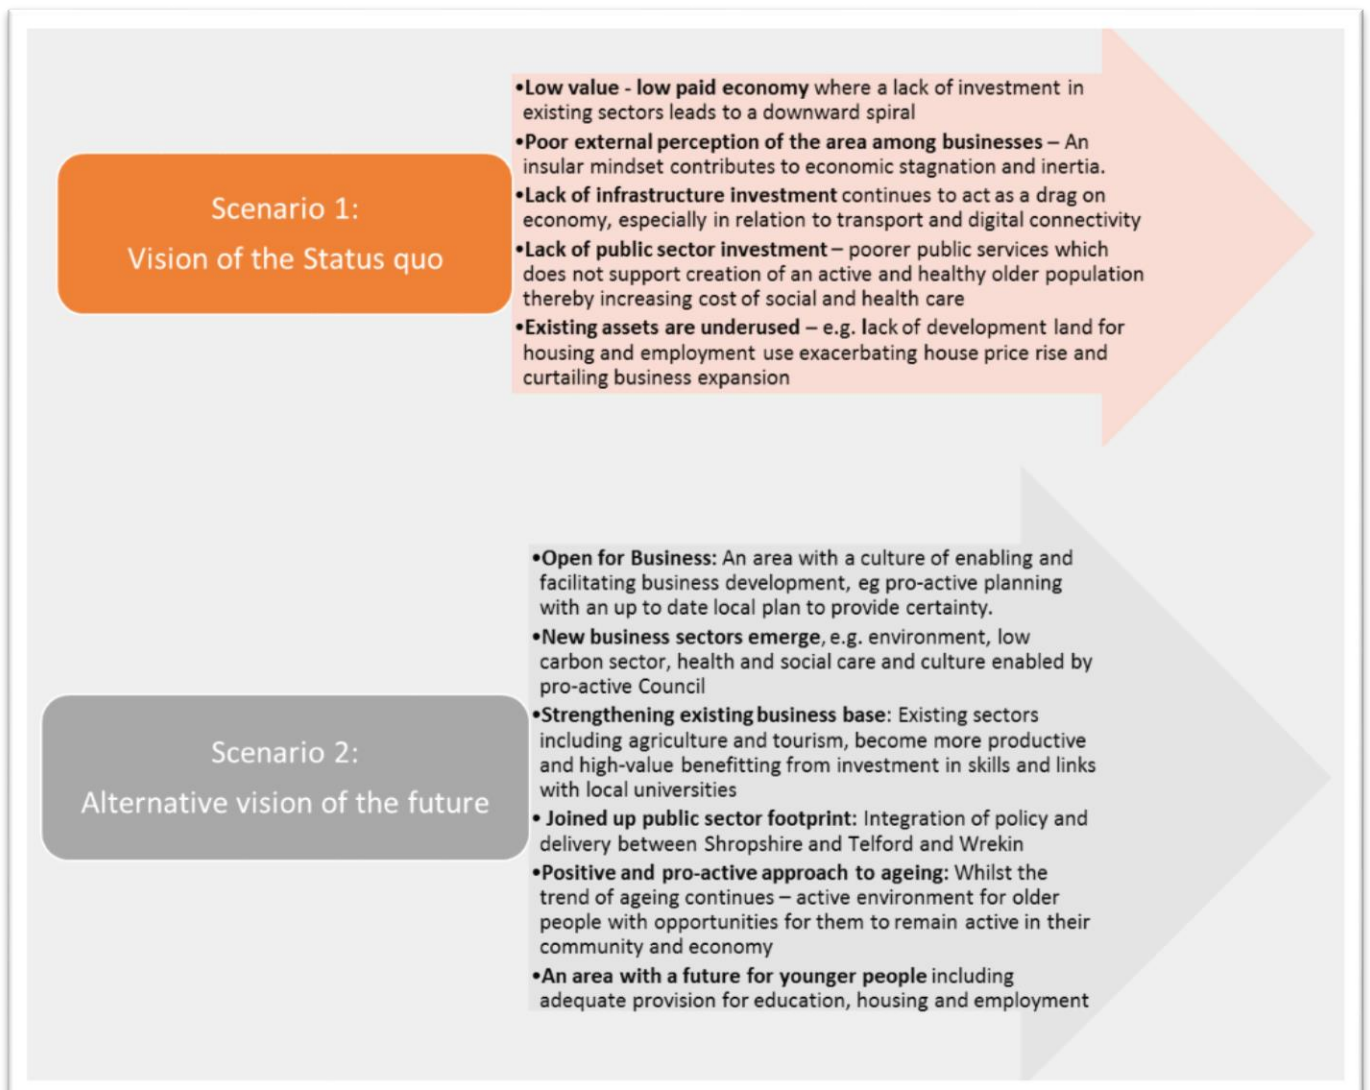 Scenario 1:
Vision of the Status quo
•Low value - low paid economy where a lack of investment in
existing sectors leads to a downward spiral
•Poor external perception of the area among businesses – An
insular mindset contributes to economic stagnation and inertia.
•Lack of infrastructure investment continues to act as a drag on
economy, especially in relation to transport and digital connectivity
•Lack of public sector investment – poorer public services which
does not support creation of an active and healthy older population
thereby increasing cost of social and health care
•Existing assets are underused – e.g. lack of development land for
housing and employment use exacerbating house price rise and
curtailing business expansion
Scenario 2:
Alternative vision of the future
•Open for Business: An area with a culture of enabling and
facilitating business development, eg pro-active planning
with an up to date local plan to provide certainty.
•New business sectors emerge, e.g. environment, low
carbon sector, health and social care and culture enabled by
pro-active Council
•Strengthening existing business base: Existing sectors
including agriculture and tourism, become more productive
and high-value benefitting from investment in skills and links
with local universities
• Joined up public sector footprint: Integration of policy and
delivery between Shropshire and Telford and Wrekin
•Positive and pro-active approach to ageing: Whilst the
trend of ageing continues – active environment for older
people with opportunities for them to remain active in their
community and economy
•An area with a future for younger people including
adequate provision for education, housing and employment